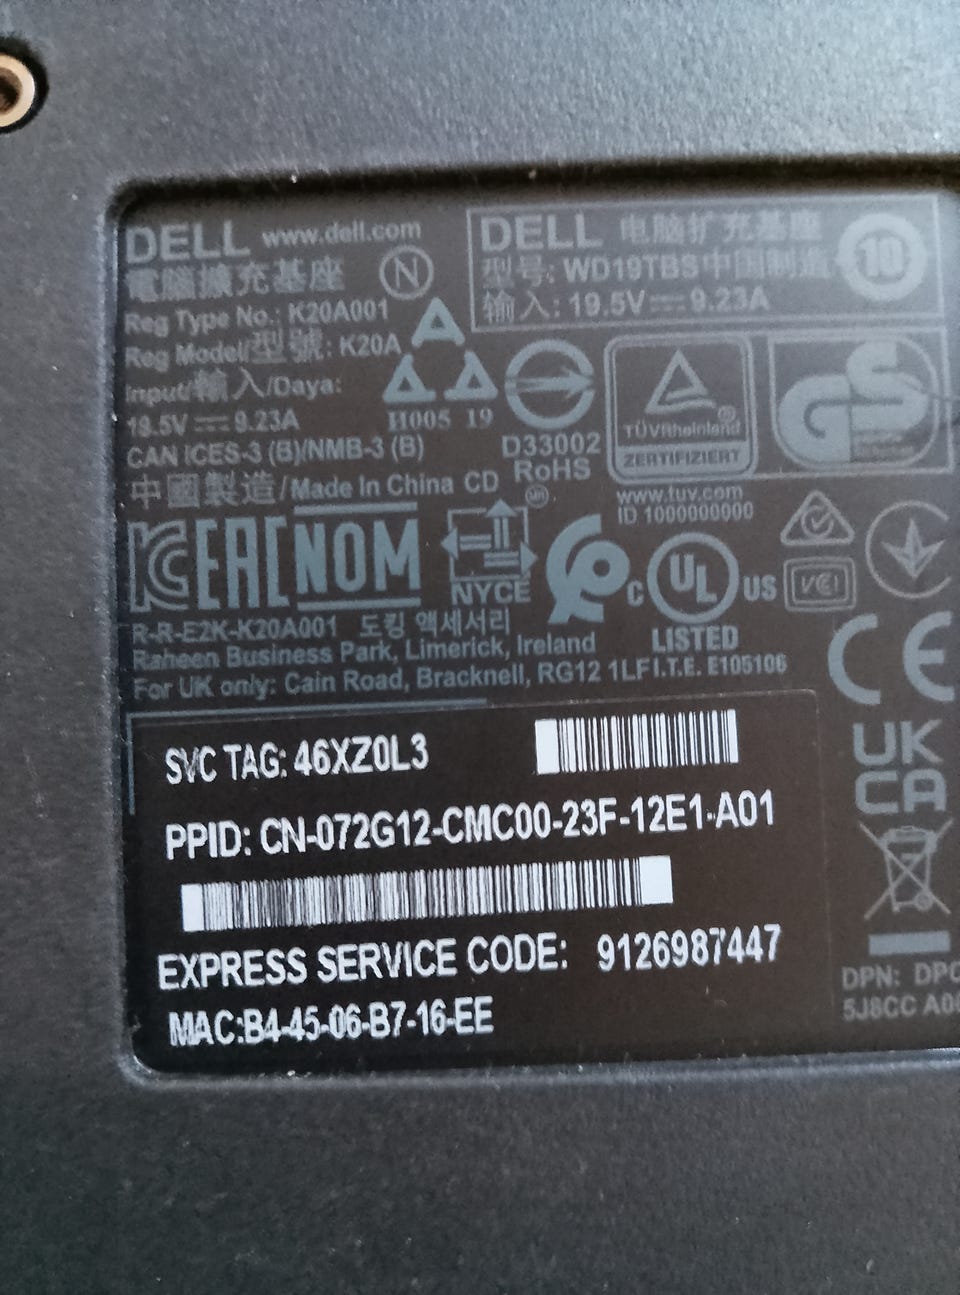 DELL www.dell.com
電腦擴充基座
N
Reg Type No.: K20A001
Reg Model/型號: K20A
Input/輸入/Daya:
19.5V 9.23A
CAN ICES-3 (B)/NMB-3 (B)
中國製造/Made In China CD
DELL 电脑扩充基座
型号: WD19TBS中国制造
输入: 19.5V 9.23A
10
H005 19
D33002
RoHS
TÜVRheinland
ZERTIFIZIERT
GS
www.tuv.com
ID 1000000000
KC EAC NOM
NYCE
C UL US
LISTED
VCI
R-R-E2K-K20A001 도킹 액세서리
Raheen Business Park, Limerick, Ireland
For UK only: Cain Road, Bracknell, RG12 1LF I.T.E. E105106
CE
UK
CA
SVC TAG: 46XZ0L3
PPID: CN-072G12-CMC00-23F-12E1-A01
EXPRESS SERVICE CODE: 9126987447
MAC:B4-45-06-B7-16-EE
DPN: DPC
5J8CC